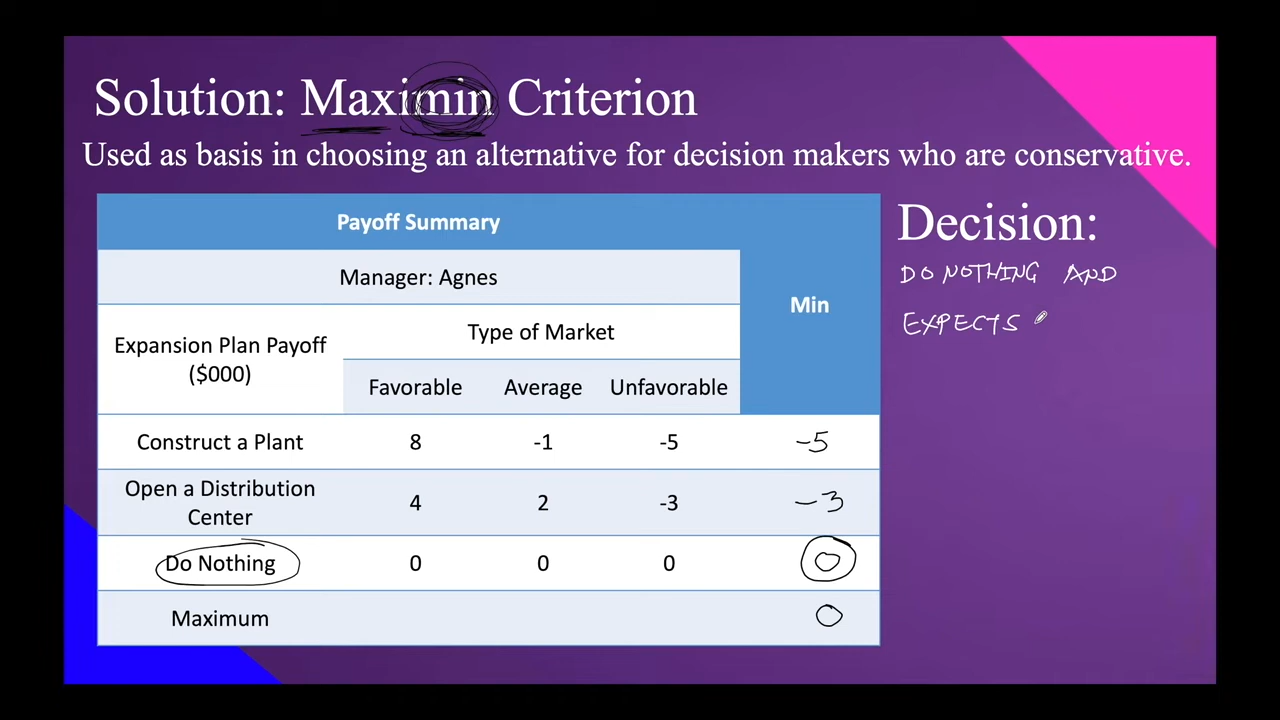 Solution: Maximin Criterion
Used as basis in choosing an alternative for decision makers who are conservative.
Payoff Summary
Manager: Agnes
Min
Expansion Plan Payoff
($000)
Type of Market
Favorable Average Unfavorable
Construct a Plant 8 -1 -5 -5
Open a Distribution
Center 4 2 -3 -3
Do Nothing 0 0 0 0
Maximum 0
Decision:
DO NOTHING AND
EXPECTS